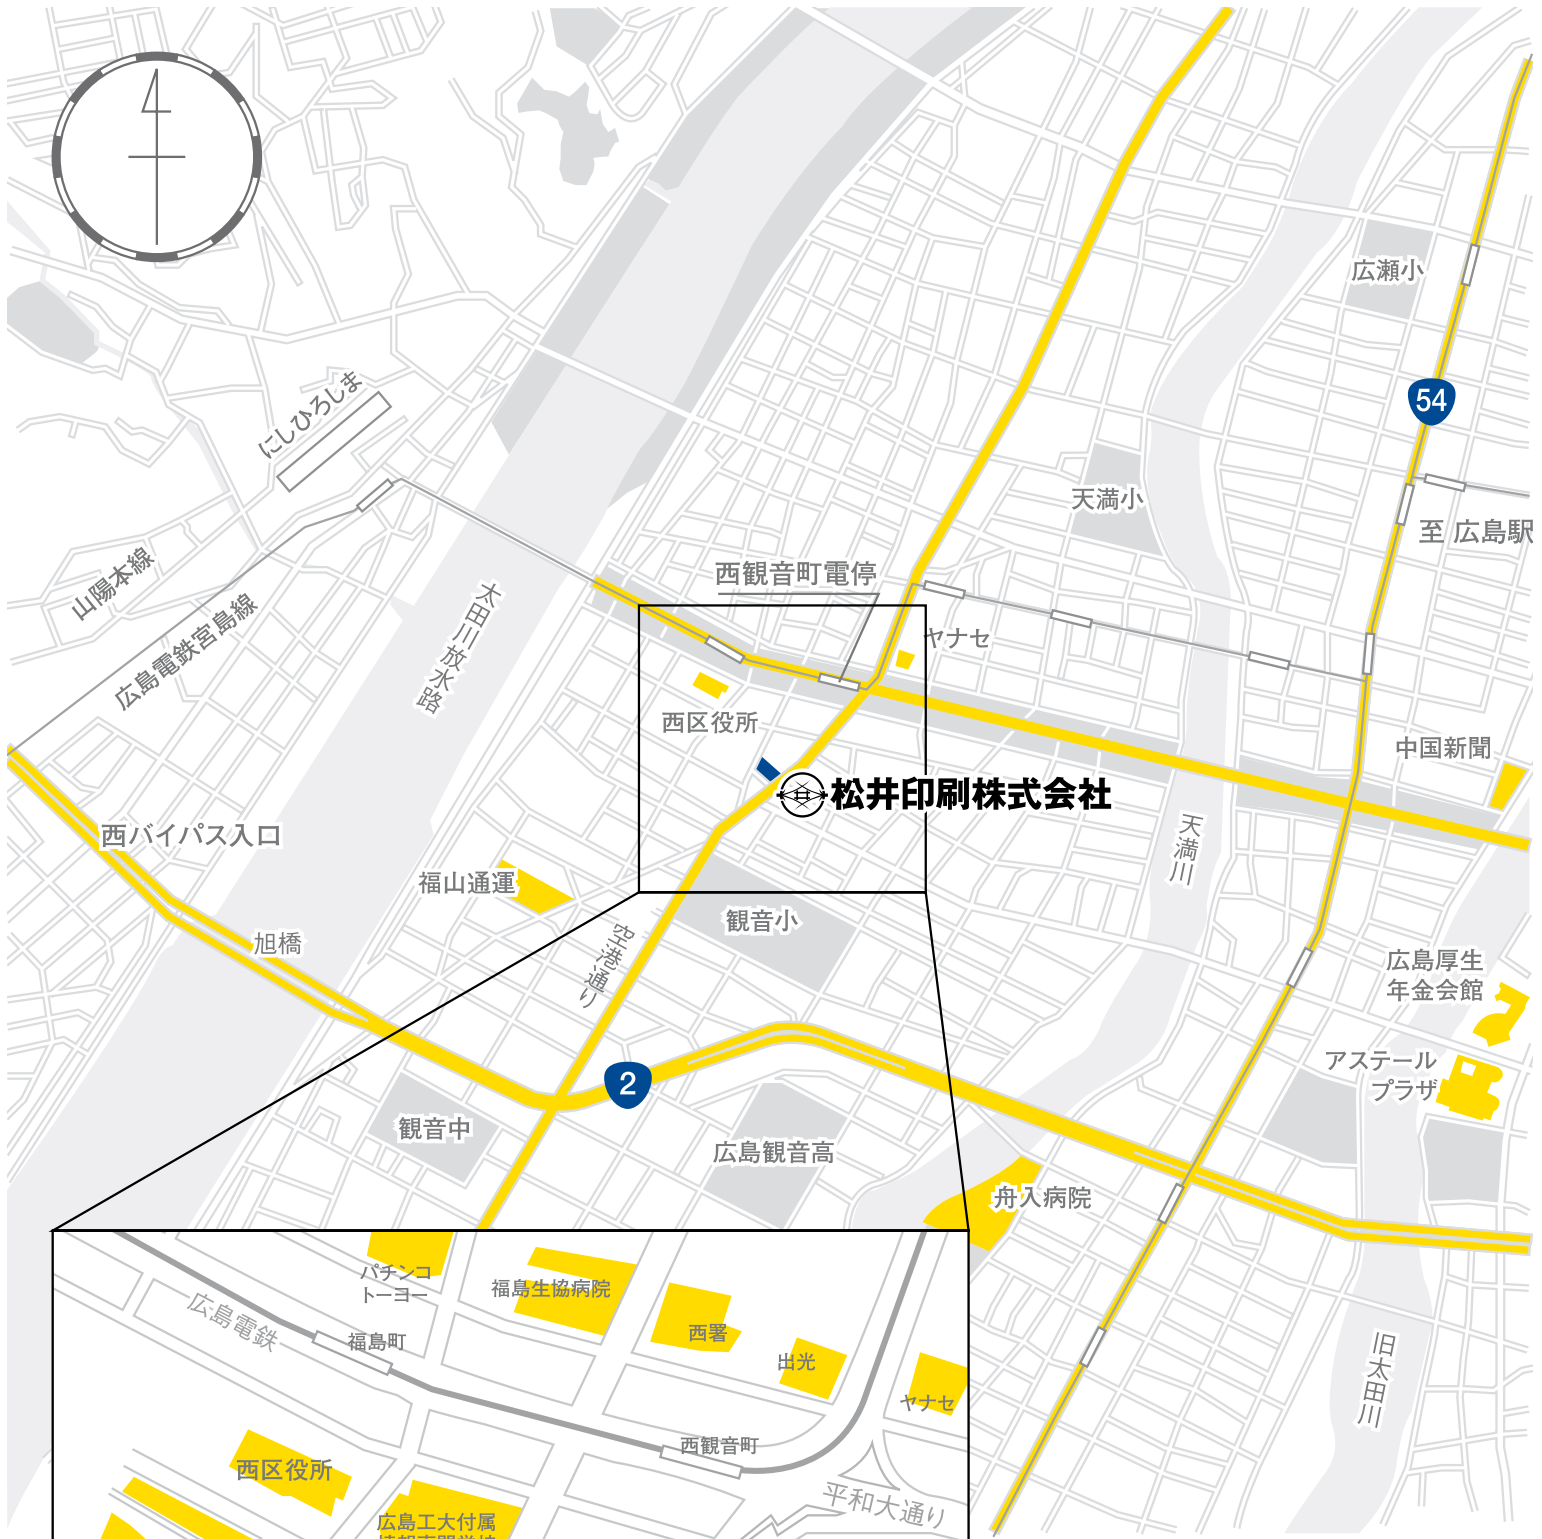 広瀬小
54
にしひろしま
天満小
至 広島駅
山陽本線
広島電鉄宮島線
太田川放水路
西観音町電停
ヤナセ
西区役所
中国新聞
松井印刷株式会社
西バイパス入口
福山通運
天満川
旭橋
空港通り
観音小
広島厚生
年金会館
アステール
プラザ
2
観音中
広島観音高
舟入病院
旧太田川
パチンコ
トーヨー
福島生協病院
広島電鉄
福島町
西署
出光
ヤナセ
西観音町
西区役所
平和大通り
広島工大付属